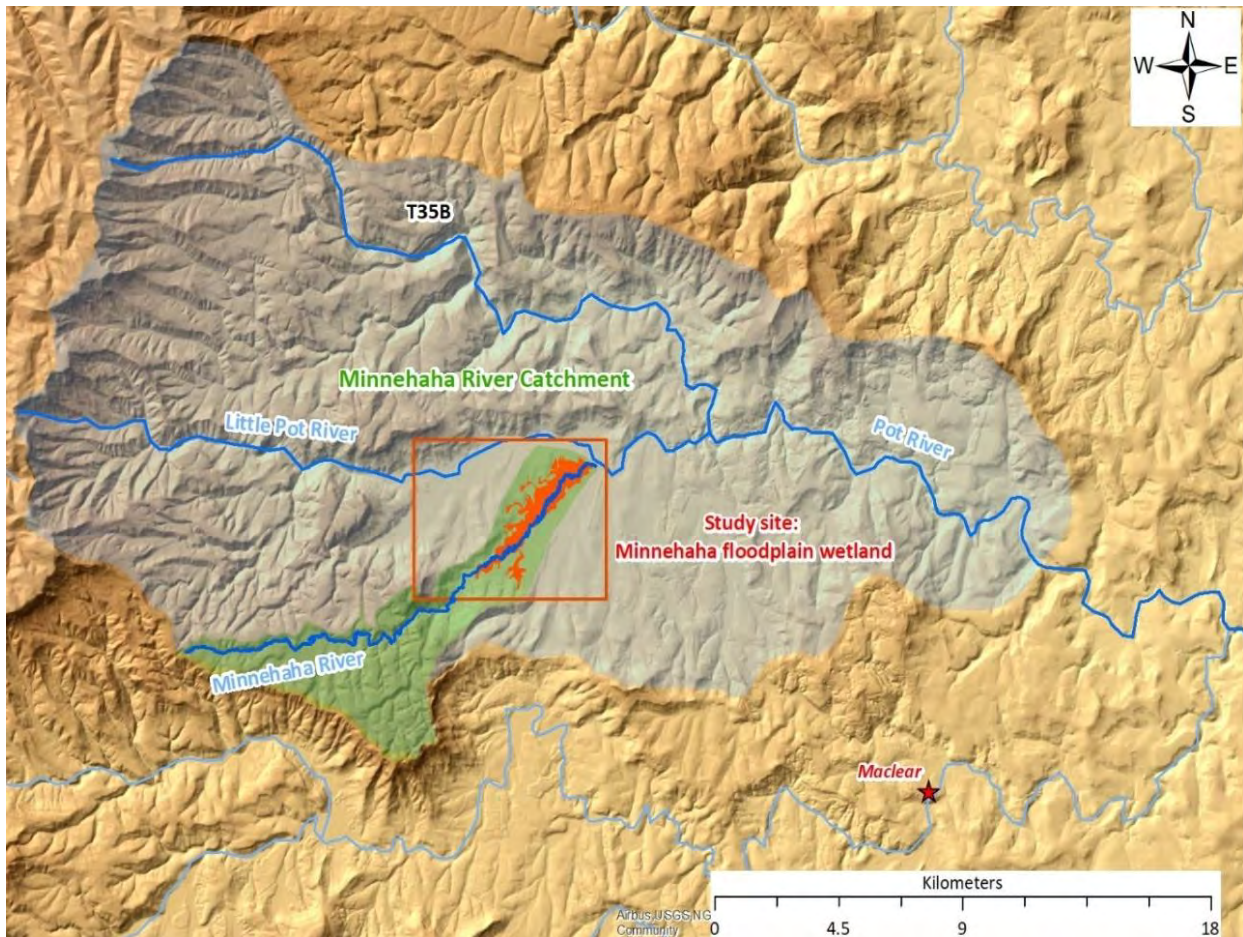 N
W E
S
T35B
Minnehaha River Catchment
Little Pot River
Pot River
Study site:
Minnehaha floodplain wetland
Minnehaha River
Maclear
Kilometers
Airbus,USGS,NG
Community
0 4.5 9 18